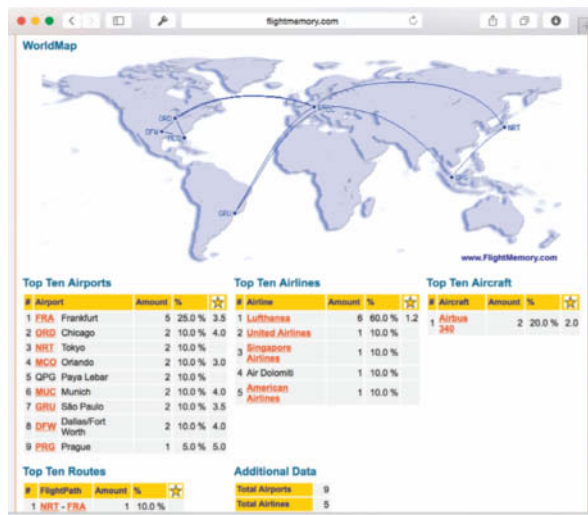 flightmemory.com
WorldMap
ORD
DFW
NRT
GRU
www.FlightMemory.com
Top Ten Airports
# Airport Amount %
1 FRA Frankfurt 5 25.0 % 3.5
2 ORD Chicago 2 10.0 % 4.0
3 NRT Tokyo 2 10.0 %
4 MCO Orlando 2 10.0 % 3.0
5 QPG Paya Lebar 2 10.0 %
6 MUC Munich 2 10.0 % 4.0
7 GRU São Paulo 2 10.0 % 3.5
8 DFW Dallas/Fort
Worth 2 10.0 % 4.0
9 PRG Prague 1 5.0 % 5.0
Top Ten Airlines
# Airline Amount %
1 Lufthansa 6 60.0 % 1.2
2 United Airlines 1 10.0 %
3 Singapore
Airlines 1 10.0 %
4 Air Dolomiti 1 10.0 %
5 American
Airlines 1 10.0 %
Top Ten Aircraft
# Aircraft Amount %
1 Airbus
340 2 20.0 % 2.0
Top Ten Routes
# FlightPath Amount %
1 NRT - FRA 1 10.0 %
Additional Data
Total Airports 9
Total Airlines 5